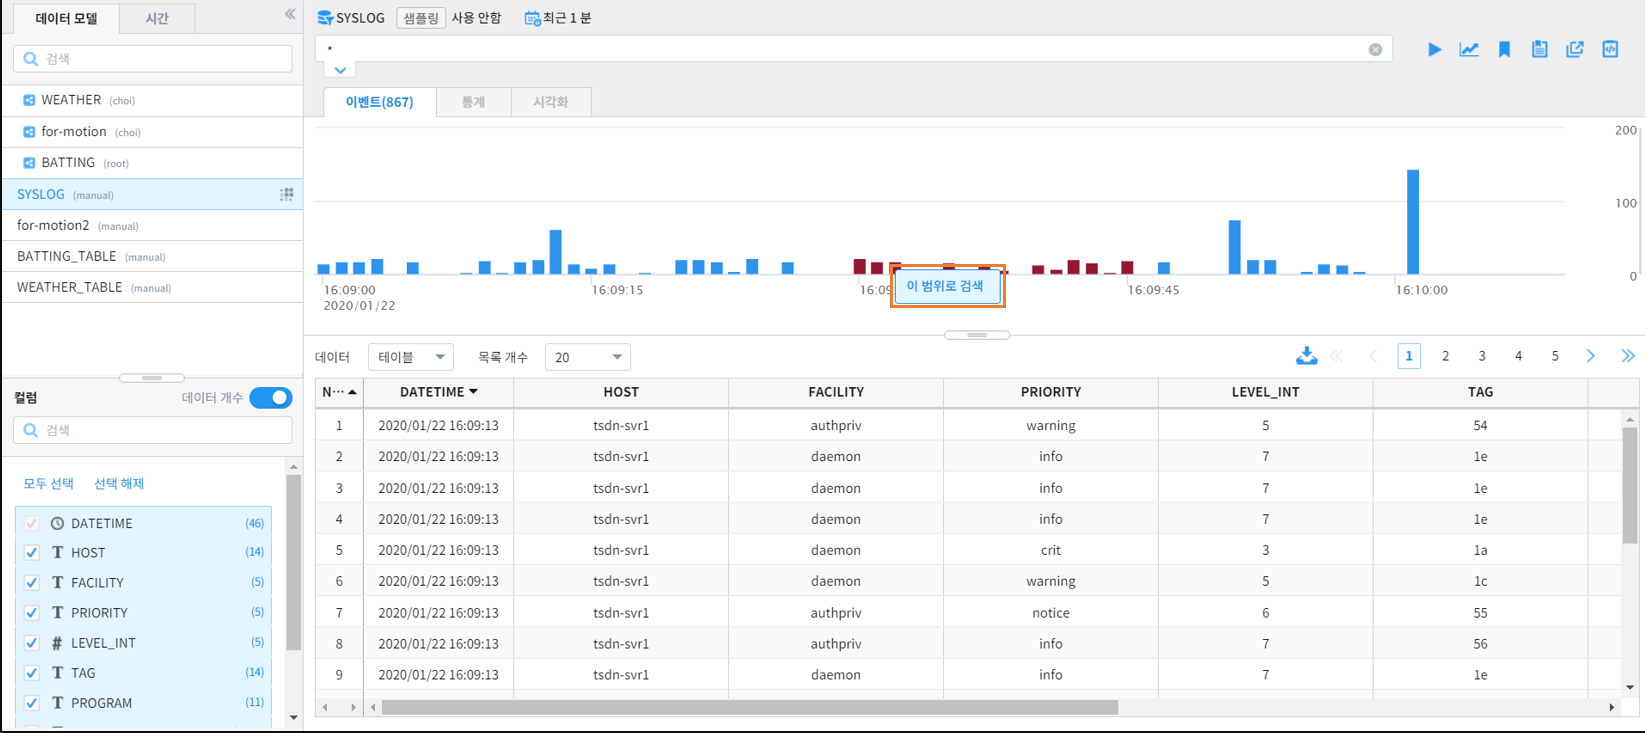 데이터 모델 시간
검색
WEATHER (choi)
for-motion (choi)
BATTING (root)
SYSLOG (manual)
for-motion2 (manual)
BATTING_TABLE (manual)
WEATHER_TABLE (manual)
컬럼 데이터 개수
검색
모두 선택 선택 해제
DATETIME (46)
T HOST (14)
T FACILITY (5)
T PRIORITY (5)
# LEVEL_INT (5)
T TAG (14)
T PROGRAM (11)
SYSLOG 샘플링 사용 안함 최근 1 분
*
이벤트(867) 통계 시각화
200
100
0
16:09:00 16:09:15 16:09: 16:09:45 16:10:00
2020/01/22
이 범위로 검색
데이터 테이블 목록 개수 20 1 2 3 4 5
N··· DATETIME HOST FACILITY PRIORITY LEVEL_INT TAG
1 2020/01/22 16:09:13 tsdn-svr1 authpriv warning 5 54
2 2020/01/22 16:09:13 tsdn-svr1 daemon info 7 1e
3 2020/01/22 16:09:13 tsdn-svr1 daemon info 7 1e
4 2020/01/22 16:09:13 tsdn-svr1 daemon info 7 1e
5 2020/01/22 16:09:13 tsdn-svr1 daemon crit 3 1a
6 2020/01/22 16:09:13 tsdn-svr1 daemon warning 5 1c
7 2020/01/22 16:09:13 tsdn-svr1 authpriv notice 6 55
8 2020/01/22 16:09:13 tsdn-svr1 authpriv info 7 56
9 2020/01/22 16:09:13 tsdn-svr1 daemon info 7 1e